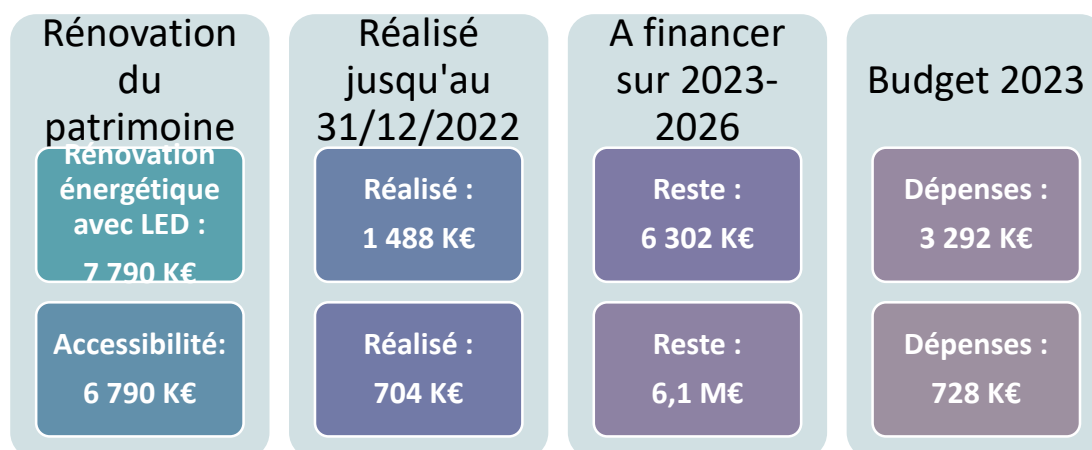 Rénovation
du
patrimoine
Rénovation
énergétique
avec LED :
7 790 K€
Accessibilité:
6 790 K€
Réalisé
jusqu'au
31/12/2022
Réalisé :
1 488 K€
Réalisé :
704 K€
A financer
sur 2023-
2026
Reste :
6 302 K€
Reste :
6,1 M€
Budget 2023
Dépenses :
3 292 K€
Dépenses :
728 K€